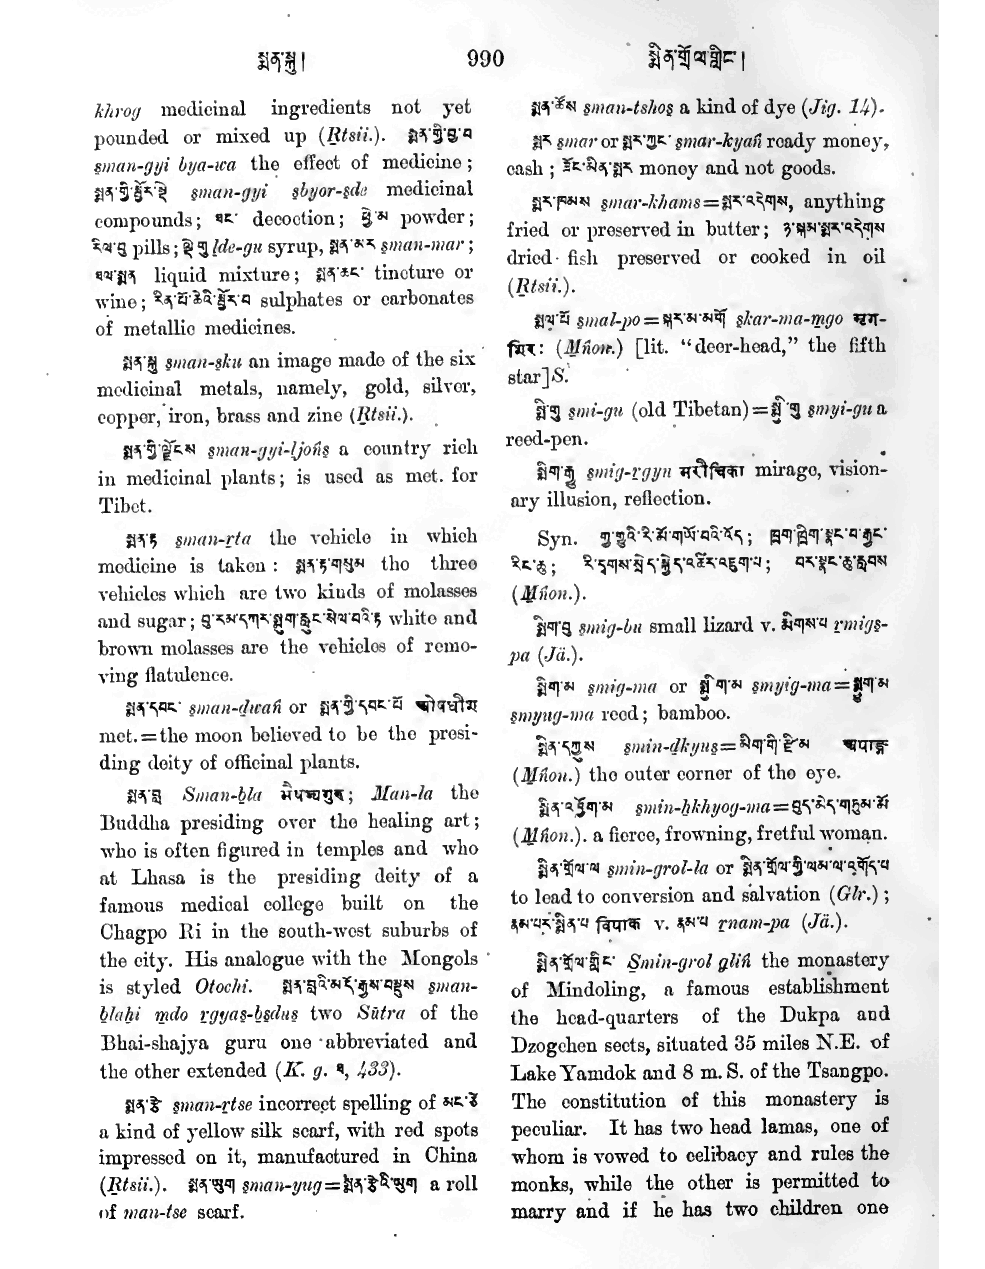 སྨན་སྐུ།
990
སྨིན་གྲོལ་གླིང་།
khrog medicinal ingredients not yet
pounded or mixed up (Rtsii.). སྨན་གྱི་བྱ་བ
sman-gyi bya-wa the effect of medicine;
སྨན་གྱི་སྦྱོར་སྡེ sman-gyi sbyor-sde medicinal
compounds; ཐང་ decoction; ཕྱེ་མ powder;
རིལ་བུ pills; ལྡེ་གུ lde-gu syrup, སྨན་མར sman-mar;
liquid mixture; སྨན་ཆང་ tincture or
wine; རིན་པོ་ཆེའི་སྦྱོར་བ sulphates or carbonates
of metallic medicines.
སྨན་སྐུ sman-sku an image made of the six
medicinal metals, namely, gold, silver,
copper, iron, brass and zinc (Rtsii.).
སྨན་གྱི་ལྗོངས sman-gyi-ljoṅs a country rich
in medicinal plants; is used as met. for
Tibet.
སྨན་རྟ sman-rta the vehicle in which
medicine is taken: སྨན་རྟ་གསུམ the three
vehicles which are two kinds of molasses
and sugar; བུ་རམ་དཀར་སྨུག་རླུང་སེལ་བའི་རྟ white and
brown molasses are the vehicles of remo-
ving flatulence.
སྨན་དབང་ sman-dwaṅ or སྨན་གྱི་དབང་པོ ओषधीश
met.=the moon believed to be the presi-
ding deity of officinal plants.
སྨན་བླ Sman-bla भैषज्यगुरु; Man-la the
Buddha presiding over the healing art;
who is often figured in temples and who
at Lhasa is the presiding deity of a
famous medical college built on the
Chagpo Ri in the south-west suburbs of
the city. His analogue with the Mongols
is styled Otochi. སྨན་བླའི་མདོ་རྒྱས་བསྡུས sman-
blaḥi mdo rgyas-bsdus two Sūtra of the
Bhai-shajya guru one abbreviated and
the other extended (K. g. ༩, 433).
སྨན་རྩེ sman-rtse incorrect spelling of མང་ཙེ
a kind of yellow silk scarf, with red spots
impressed on it, manufactured in China
(Rtsii.). སྨན་ཡུག sman-yug=སྨན་རྩེའི་ཡུག a roll
of man-tse scarf.
སྨན་ཚོས sman-tshos a kind of dye (Jig. 14).
སྨར smar or སྨར་ཀྱང་ smar-kyaṅ ready money,
cash; རྫོང་མིན་སྨར money and not goods.
སྨར་ཁམས smar-khams=སྨར་བརྡེགས, anything
fried or preserved in butter; ཉ་སྐམ་སྨར་བརྡེགས
dried fish preserved or cooked in oil
(Rtsii.).
སྨལ་པོ smal-po=སྐར་མ་མགོ skar-ma-mgo मृग-
शिरः (Mṅon.) [lit. “deer-head,” the fifth
star]S.
སྨི་གུ smi-gu (old Tibetan)=སྨྱི་གུ smyi-gu a
reed-pen.
སྨིག་རྒྱུ smig-rgyu मरीचिका mirage, vision-
ary illusion, reflection.
Syn.
(Mṅon.).
སྨིག་བུ smig-bu small lizard v. རྨིགས་པ rmigs-
pa (Jä.).
སྨིག་མ smig-ma or སྨྱིག་མ smyig-ma=སྨྱུག་མ
smyug-ma reed; bamboo.
སྨིན་དཀྱུས smin-dkyus=མིག་གི་རྩེ་མ अपाङ्ग
(Mṅon.) the outer corner of the eye.
སྨིན་འཁྱོག་མ smin-ḥkhyog-ma=བུད་མེད་གཏུམ་མོ
(Mṅon.). a fierce, frowning, fretful woman.
སྨིན་གྲོལ་ལ smin-grol-la or སྨིན་གྲོལ་གྱི་ལམ་ལ་འགོད་པ
to lead to conversion and salvation (Glr.);
རྣམ་པར་སྨིན་པ विपाक v. རྣམ་པ rnam-pa (Jä.).
སྨིན་གྲོལ་གླིང་ Smin-grol gliṅ the monastery
of Mindoling, a famous establishment
the head-quarters of the Dukpa and
Dzogchen sects, situated 35 miles N.E. of
Lake Yamdok and 8 m. S. of the Tsangpo.
The constitution of this monastery is
peculiar. It has two head lamas, one of
whom is vowed to celibacy and rules the
monks, while the other is permitted to
marry and if he has two children one